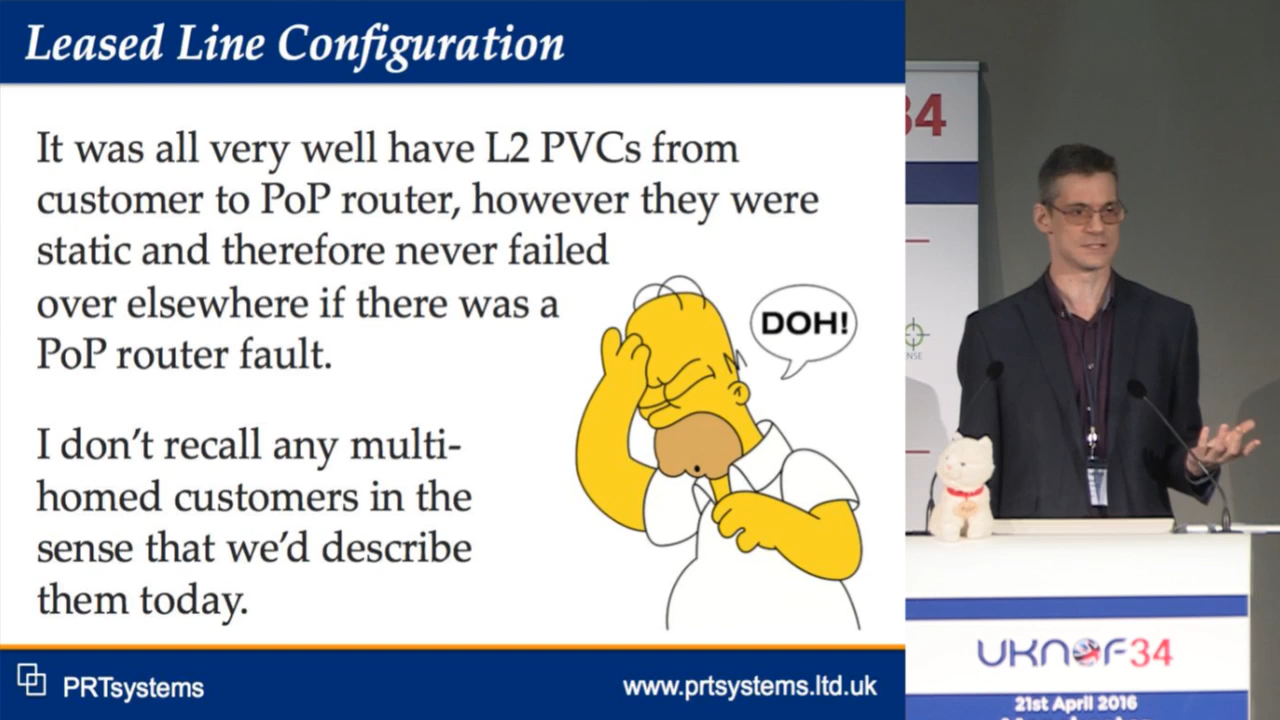 Leased Line Configuration
It was all very well have L2 PVCs from
customer to PoP router, however they were
static and therefore never failed
over elsewhere if there was a
PoP router fault.
DOH!
I don't recall any multi-
homed customers in the
sense that we'd describe
them today.
PRTsystems
www.prtsystems.ltd.uk
34
NSE
UKNOF34
21st April 2016